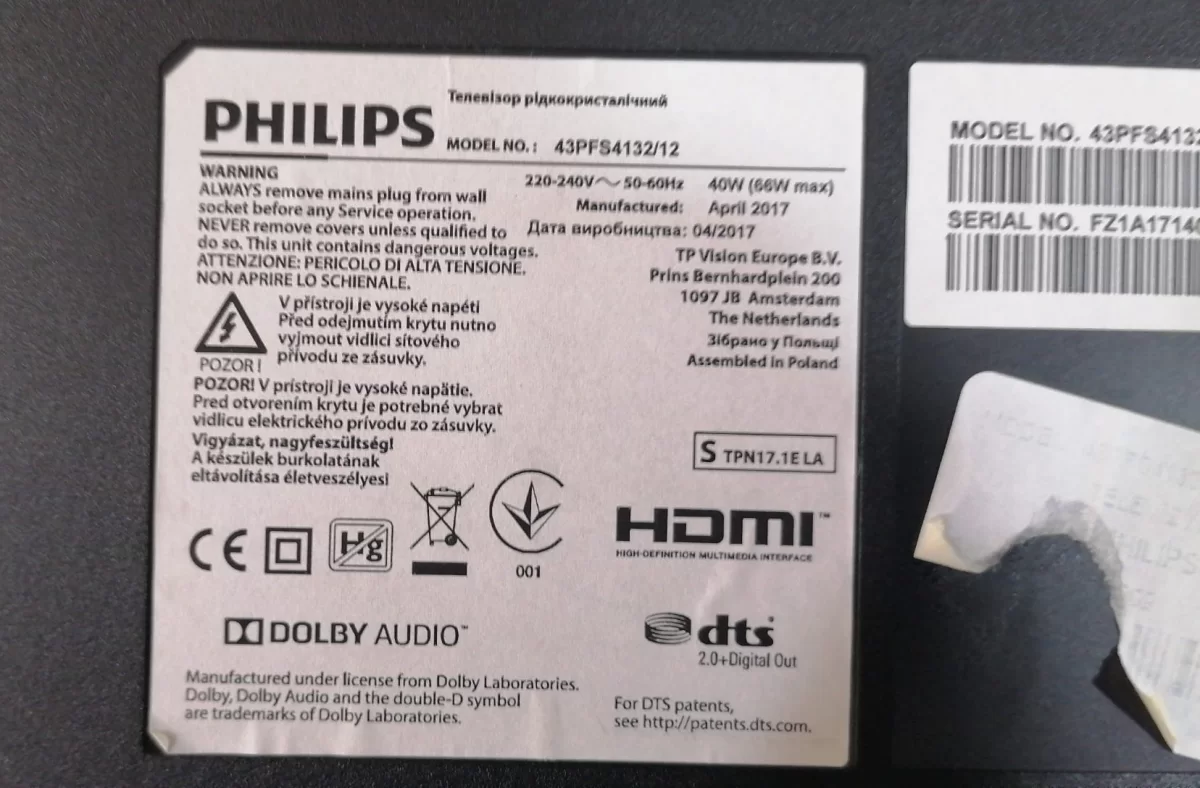 Телевізор рідкокристалічний
PHILIPS
MODEL NO.: 43PFS4132/12
WARNING
ALWAYS remove mains plug from wall
socket before any Service operation.
NEVER remove covers unless qualified to
do so. This unit contains dangerous voltages.
ATTENZIONE: PERICOLO DI ALTA TENSIONE.
NON APRIRE LO SCHIENALE.
220-240V~ 50-60Hz 40W (66W max)
Manufactured: April 2017
Дата виробництва: 04/2017
TP Vision Europe B.V.
Prins Bernhardplein 200
1097 JB Amsterdam
The Netherlands
Зібрано у Польщі
Assembled in Poland
V přístroji je vysoké napětí
Před odejmutím krytu nutno
vyjmout vidlici síťového
přívodu ze zásuvky.
POZOR!
POZOR! V prístroji je vysoké napätie.
Pred otvorením krytu je potrebné vybrat
vidlicu elektrického prívodu zo zásuvky.
Vigyázat, nagyfeszültség!
A készülek burkolatának
eltávolítása életveszélyes!
S TPN17.1E LA
CE
Hg
001
HDMI™
HIGH-DEFINITION MULTIMEDIA INTERFACE
DOLBY AUDIO™
dts
2.0+Digital Out
Manufactured under license from Dolby Laboratories.
Dolby, Dolby Audio and the double-D symbol
are trademarks of Dolby Laboratories.
For DTS patents,
see http://patents.dts.com.
MODEL NO. 43PFS4132
SERIAL NO. FZ1A1714